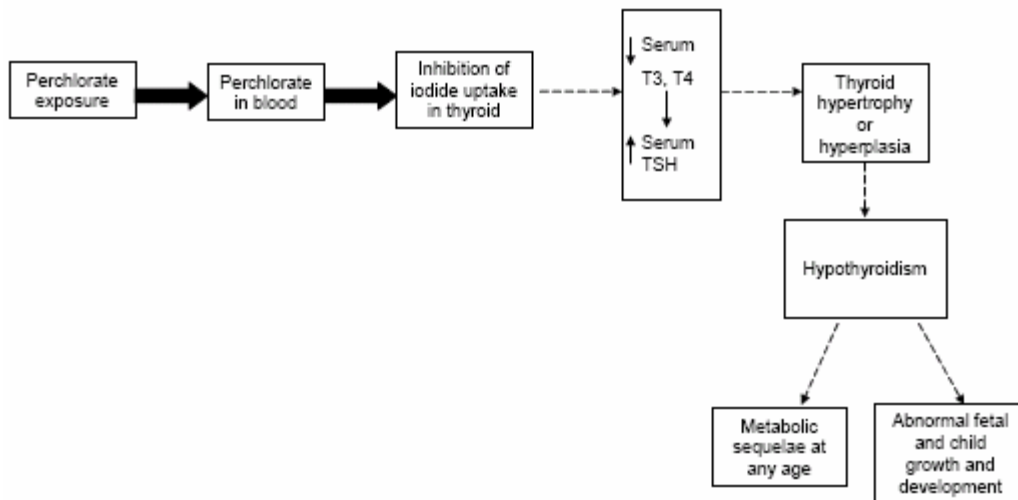 Perchlorate
exposure
Perchlorate
in blood
Inhibition of
iodide uptake
in thyroid
Serum
T3, T4
Serum
TSH
Thyroid
hypertrophy
or
hyperplasia
Hypothyroidism
Metabolic
sequelae at
any age
Abnormal fetal
and child
growth and
development